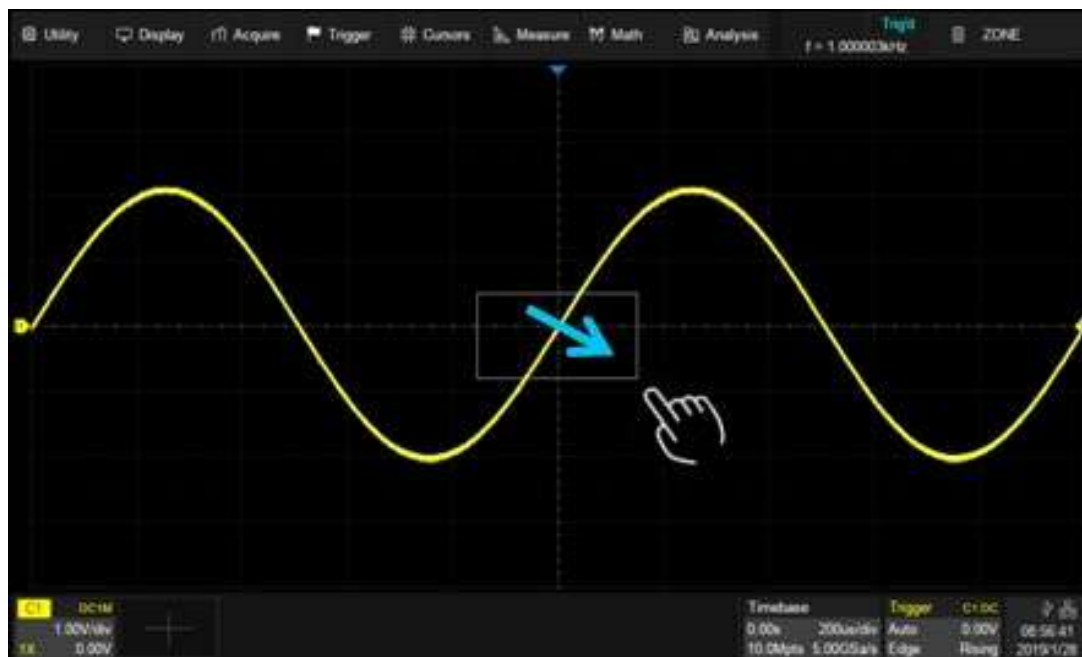 Utility Display Acquire Trigger Cursors Measure Math Analysis
Trig'd
f = 1.000003kHz
ZONE
D
C1 DC1M
1.00V/div
1X 0.00V
Timebase
0.00s 200us/div
10.0Mpts 5.00GSa/s
Trigger C1 DC
Auto 0.00V
Edge Rising
08:56:41
2019/1/28